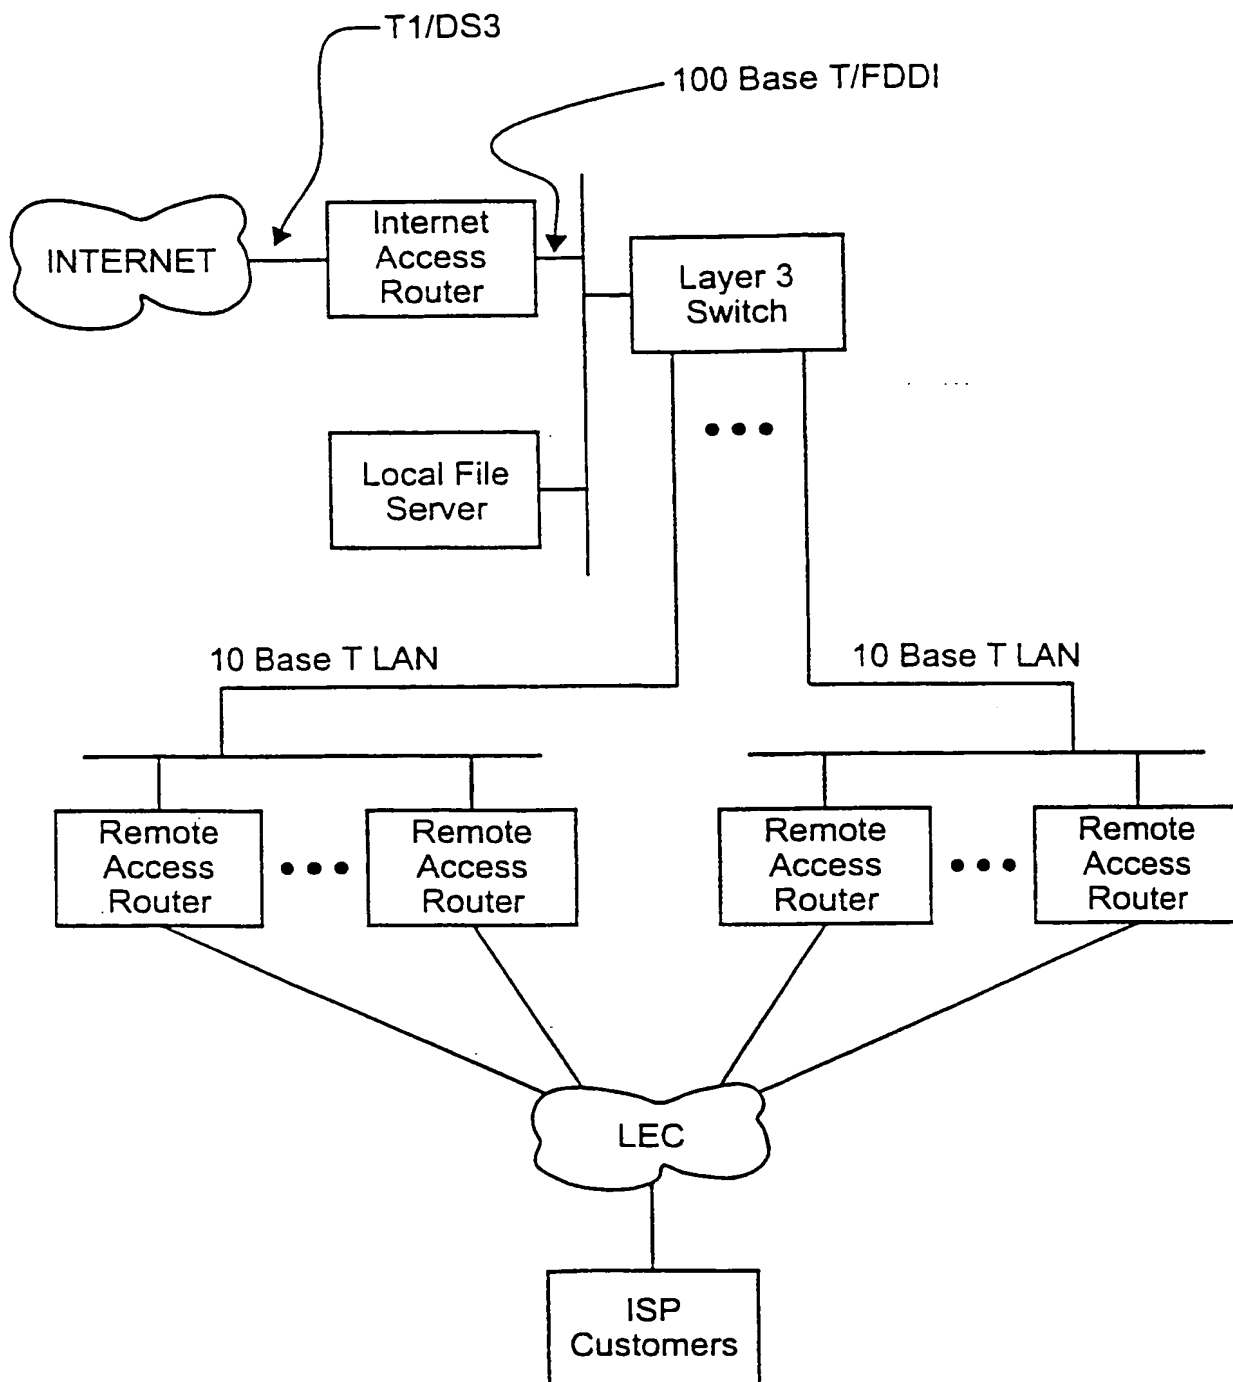 T1/DS3
100 Base T/FDDI
INTERNET
Internet
Access
Router
Layer 3
Switch
Local File
Server
10 Base T LAN
10 Base T LAN
Remote
Access
Router
Remote
Access
Router
Remote
Access
Router
Remote
Access
Router
LEC
ISP
Customers